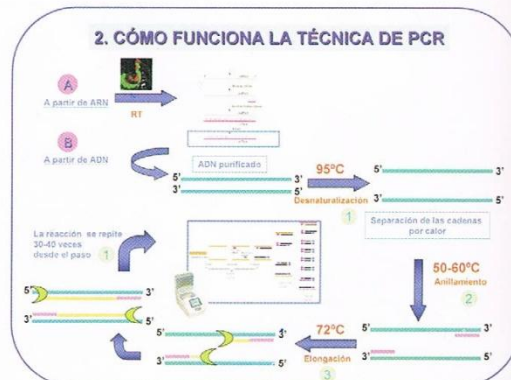 2. CÓMO FUNCIONA LA TÉCNICA DE PCR
A
A partir de ARN
RT
B
A partir de ADN
ADN purificado
5' 3'
3' 5'
95ºC
Desnaturalización
1
5' 3'
3' 5'
Separación de las cadenas
por calor
50-60ºC
Anillamiento
2
5' 3'
3' 5'
72ºC
Elongación
3
5' 3'
3' 5'
La reacción se repite
30-40 veces
desde el paso 1
5' 3'
3' 5'